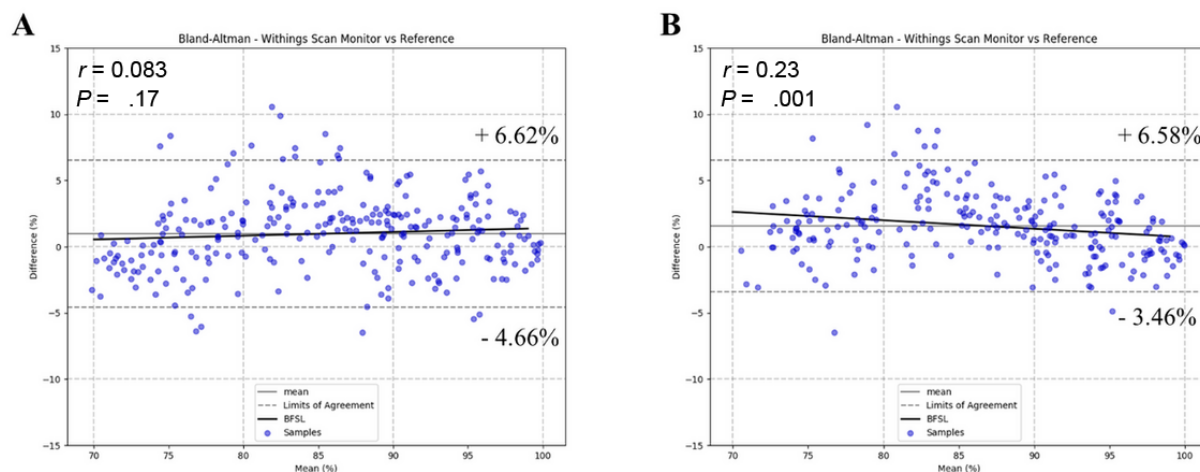 A
Bland-Altman - Withings Scan Monitor vs Reference
r = 0.083
P = .17
+ 6.62%
- 4.66%
15
10
5
0
−5
−10
−15
Difference (%)
mean
Limits of Agreement
BFSL
Samples
70 75 80 85 90 95 100
Mean (%)
B
Bland-Altman - Withings Scan Monitor vs Reference
r = 0.23
P = .001
+ 6.58%
- 3.46%
15
10
5
0
−5
−10
−15
Difference (%)
mean
Limits of Agreement
BFSL
Samples
70 75 80 85 90 95 100
Mean (%)